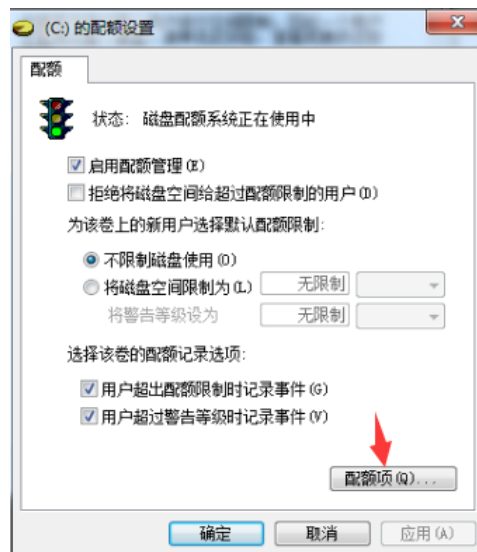 (C:) 的配额设置
配额
状态: 磁盘配额系统正在使用中
启用配额管理(E)
拒绝将磁盘空间给超过配额限制的用户(D)
为该卷上的新用户选择默认配额限制:
不限制磁盘使用(O)
将磁盘空间限制为(L) 无限制
将警告等级设为 无限制
选择该卷的配额记录选项:
用户超出配额限制时记录事件(G)
用户超过警告等级时记录事件(V)
配额项(Q)...
确定 取消 应用(A)